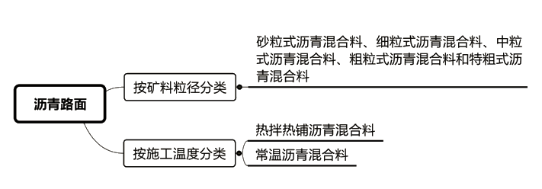 沥青路面
按矿料粒径分类
砂粒式沥青混合料、细粒式沥青混合料、中粒
式沥青混合料、粗粒式沥青混合料和特粗式沥
青混合料
按施工温度分类
热拌热铺沥青混合料
常温沥青混合料